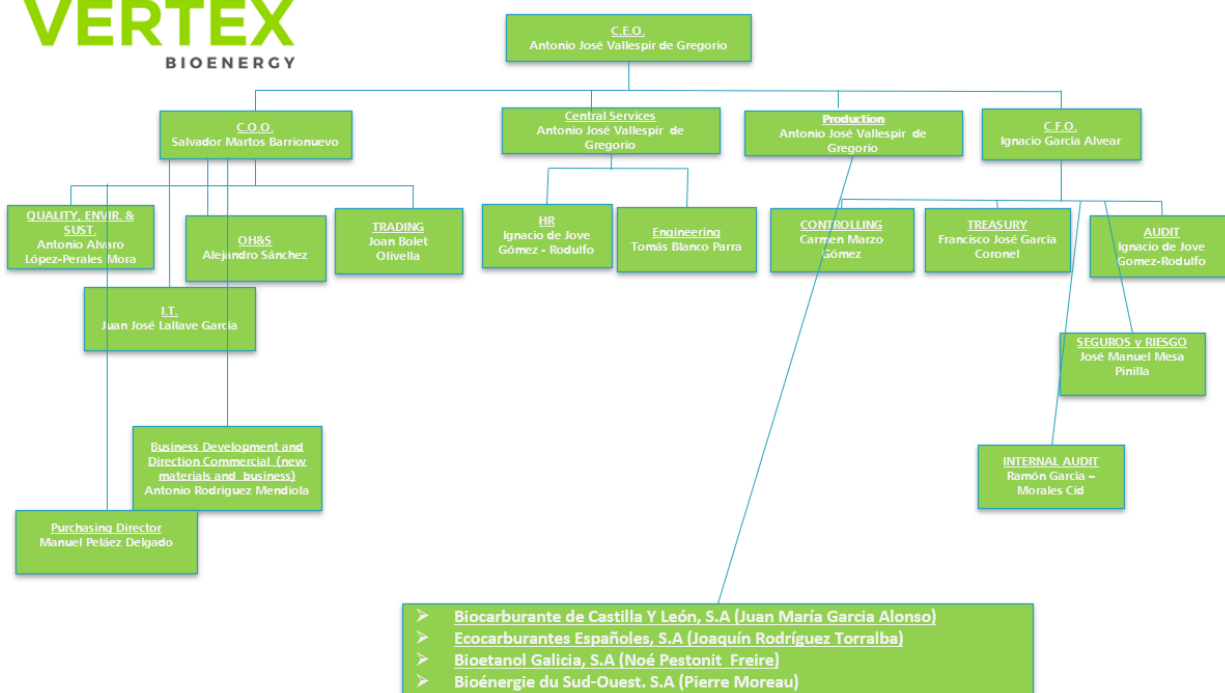 VERTEX
BIOENERGY
C.E.O.
Antonio José Vallespir de Gregorio
C.O.O.
Salvador Martos Barrionuevo
Central Services
Antonio José Vallespir de
Gregorio
Production
Antonio José Vallespir de
Gregorio
C.F.O.
Ignacio Garcia Alvear
QUALITY, ENVIR. &
SUST.
Antonio Alvaro
López-Perales Mora
OH&S
Alejandro Sánchez
TRADING
Joan Bolet
Olivella
HR
Ignacio de Jove
Gómez - Rodulfo
Engineering
Tomás Blanco Parra
CONTROLLING
Carmen Marzo
Gómez
TREASURY
Francisco José Garcia
Coronel
AUDIT
Ignacio de Jove
Gomez-Rodulfo
I.T.
Juan José Lallave Garcia
SEGUROS y RIESGO
José Manuel Mesa
Pinilla
Business Development and
Direction Commercial (new
materials and business)
Antonio Rodriguez Mendiola
INTERNAL AUDIT
Ramón Garcia –
Morales Cid
Purchasing Director
Manuel Peláez Delgado
➢ Biocarburante de Castilla Y León, S.A (Juan María Garcia Alonso)
➢ Ecocarburantes Españoles, S.A (Joaquín Rodríguez Torralba)
➢ Bioetanol Galicia, S.A (Noé Pestonit Freire)
➢ Bioénergie du Sud-Ouest. S.A (Pierre Moreau)